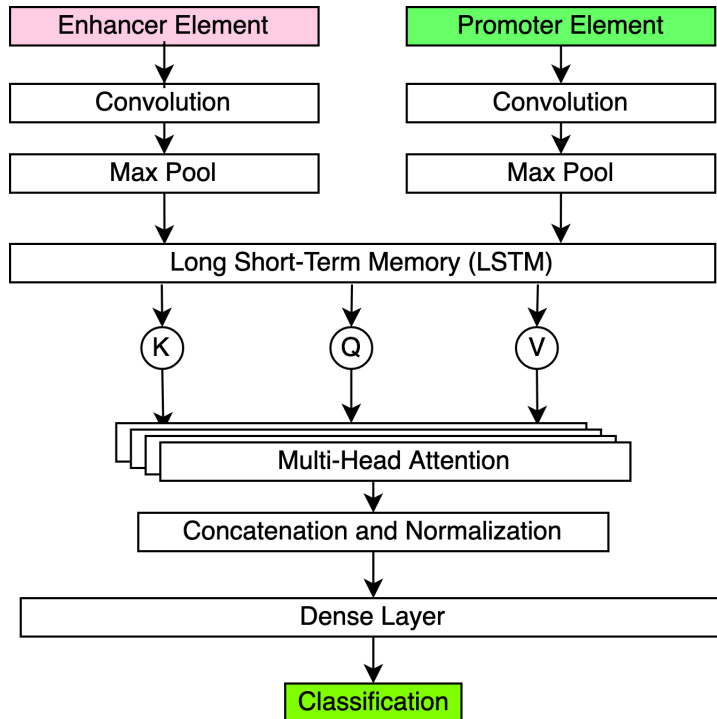 Enhancer Element
Promoter Element
Convolution
Convolution
Max Pool
Max Pool
Long Short-Term Memory (LSTM)
K
Q
V
Multi-Head Attention
Concatenation and Normalization
Dense Layer
Classification